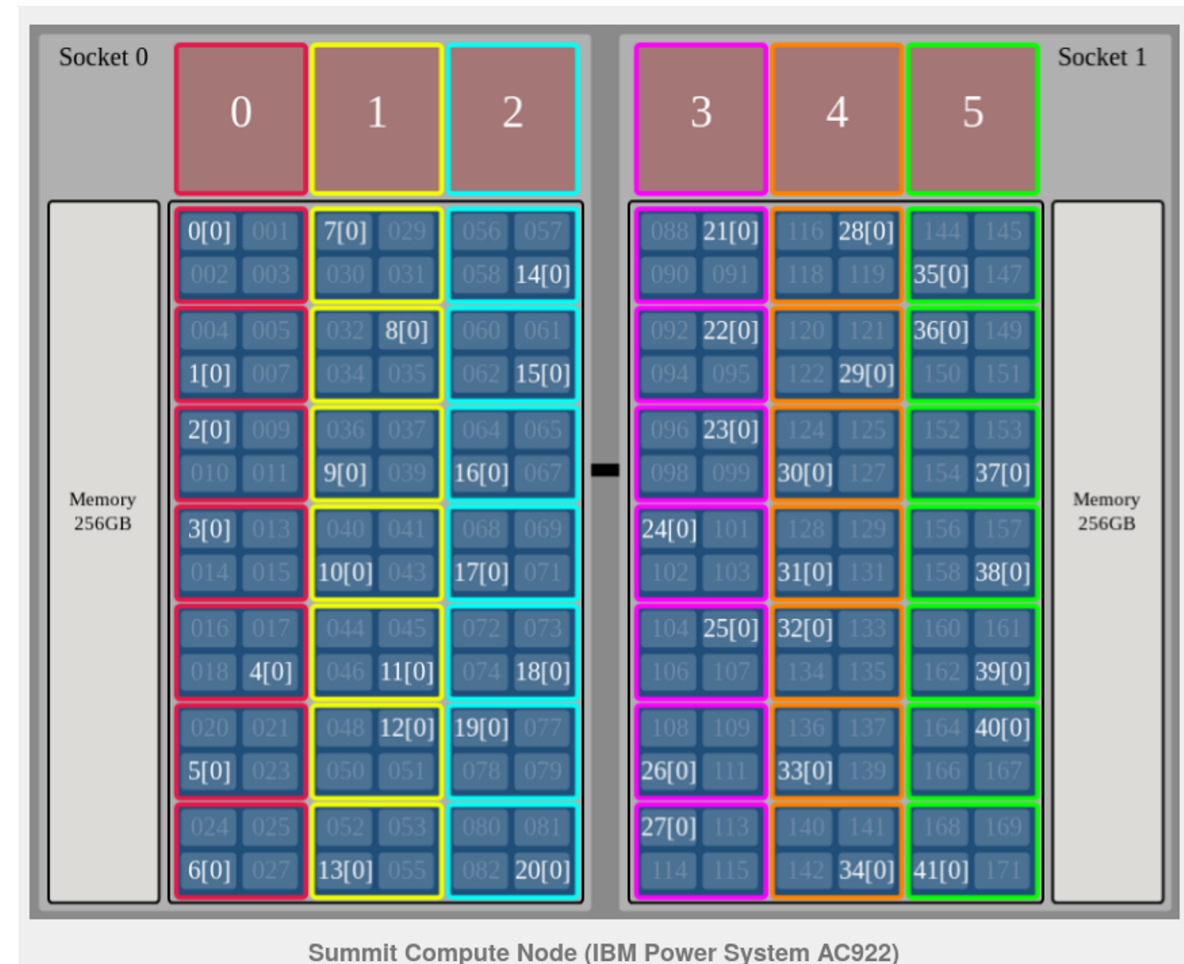 Socket 0 0 1 2 3 4 5 Socket 1
0[0] 001 7[0] 029 056 057 088 21[0] 116 28[0] 144 145
002 003 030 031 058 14[0] 090 091 118 119 35[0] 147
004 005 032 8[0] 060 061 092 22[0] 120 121 36[0] 149
1[0] 007 034 035 062 15[0] 094 095 122 29[0] 150 151
2[0] 009 036 037 064 065 096 23[0] 124 125 152 153
010 011 9[0] 039 16[0] 067 098 099 30[0] 127 154 37[0]
Memory
256GB
Memory
256GB
3[0] 013 040 041 068 069 24[0] 101 128 129 156 157
014 015 10[0] 043 17[0] 071 102 103 31[0] 131 158 38[0]
016 017 044 045 072 073 104 25[0] 32[0] 133 160 161
018 4[0] 046 11[0] 074 18[0] 106 107 134 135 162 39[0]
020 021 048 12[0] 19[0] 077 108 109 136 137 164 40[0]
5[0] 023 050 051 078 079 26[0] 111 33[0] 139 166 167
024 025 052 053 080 081 27[0] 113 140 141 168 169
6[0] 027 13[0] 055 082 20[0] 114 115 142 34[0] 41[0] 171
Summit Compute Node (IBM Power System AC922)